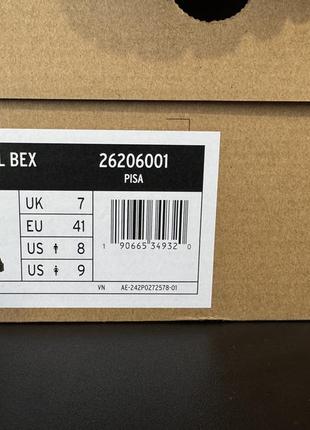 L BEX 26206001
PISA
UK 7
EU 41
US 8
US 9
1 90665 34932 0
VN AE-242P0272578-01